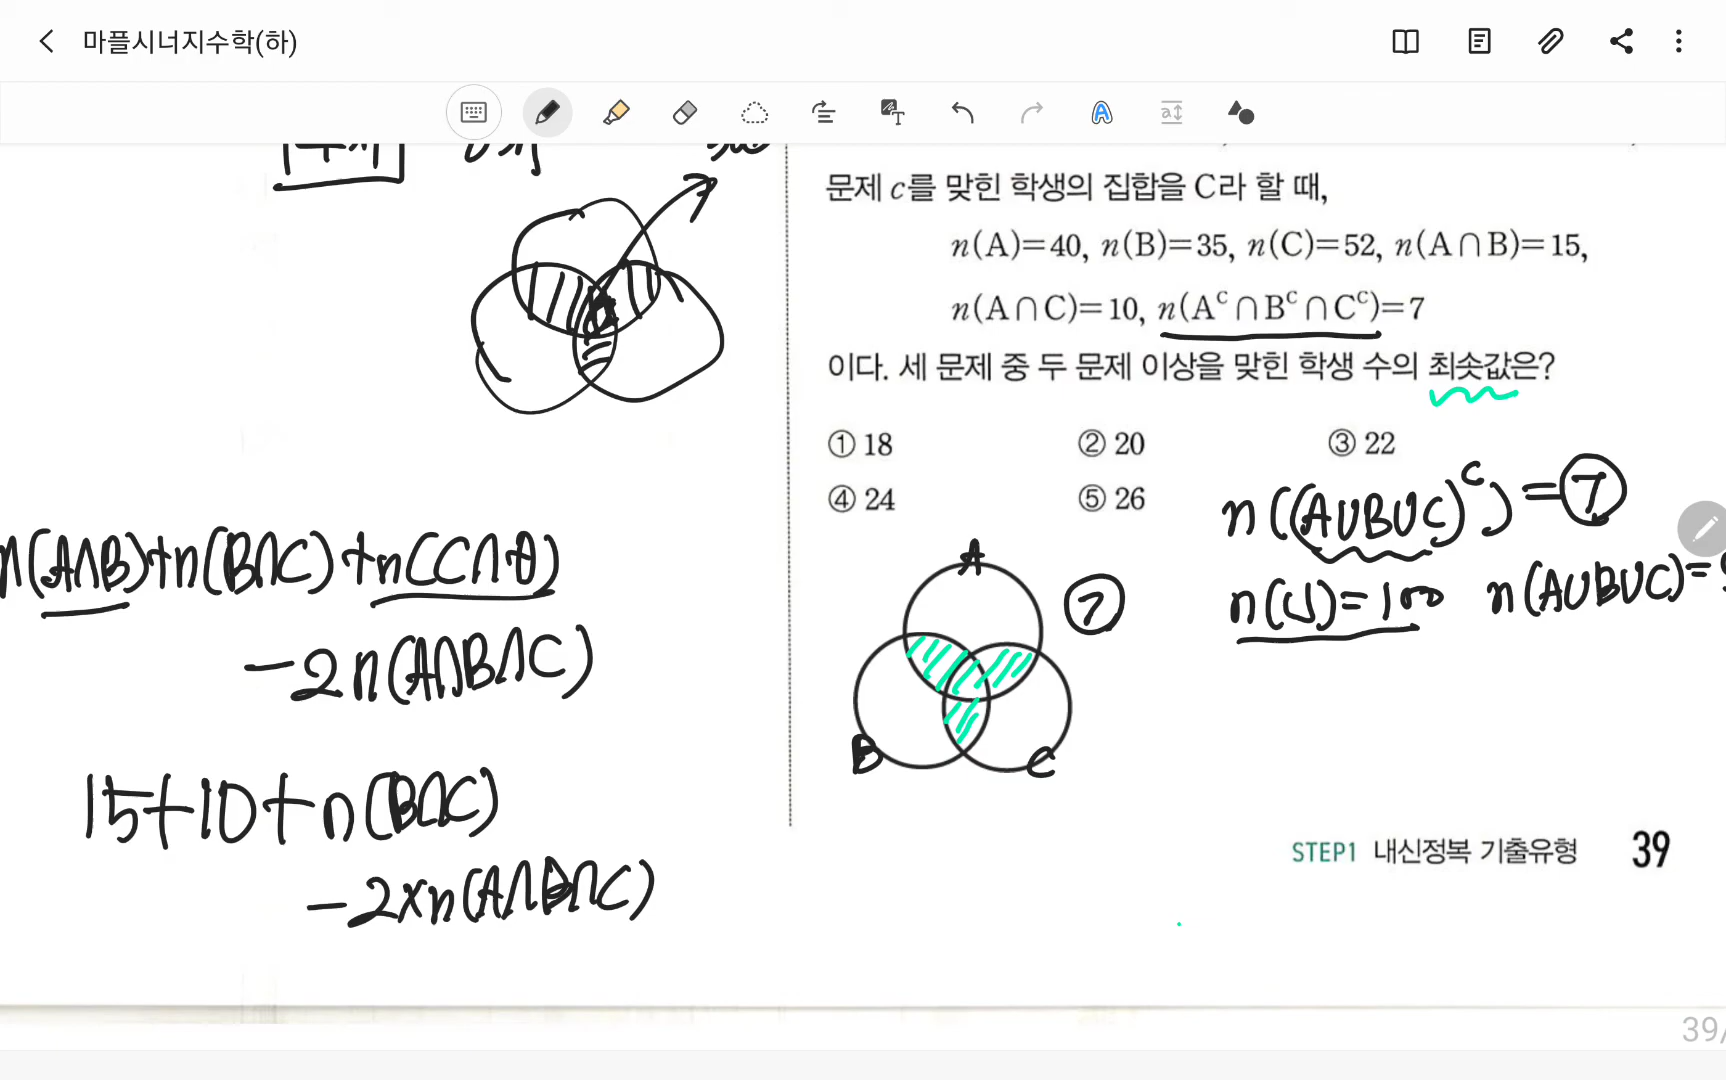 마플시너지수학(하)
문제 c를 맞힌 학생의 집합을 C라 할 때,
n(A)=40, n(B)=35, n(C)=52, n(A∩B)=15,
n(A∩C)=10, n(Aᶜ∩Bᶜ∩Cᶜ)=7
이다. 세 문제 중 두 문제 이상을 맞힌 학생 수의 최솟값은?
① 18 ② 20 ③ 22
④ 24 ⑤ 26
n((A∪B∪C)ᶜ)=7
n(U)=100 n(A∪B∪C)=
A
7
B C
n(A∩B)+n(B∩C)+n(C∩A)
-2n(A∩B∩C)
15+10+n(B∩C)
-2×n(A∩B∩C)
STEP1 내신정복 기출유형 39
39/